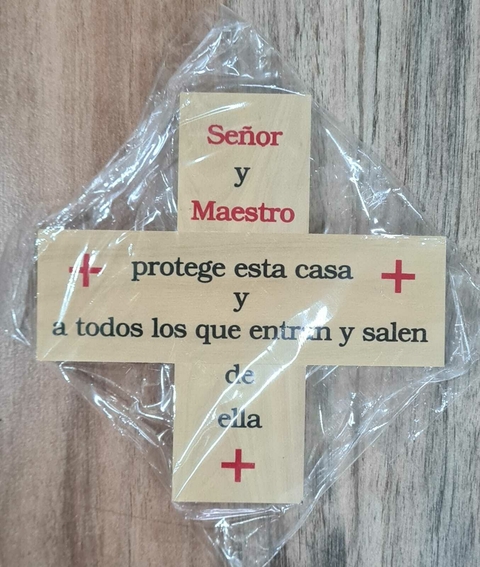 Señor
y
Maestro
protege esta casa
y
a todos los que entran y salen
de
ella